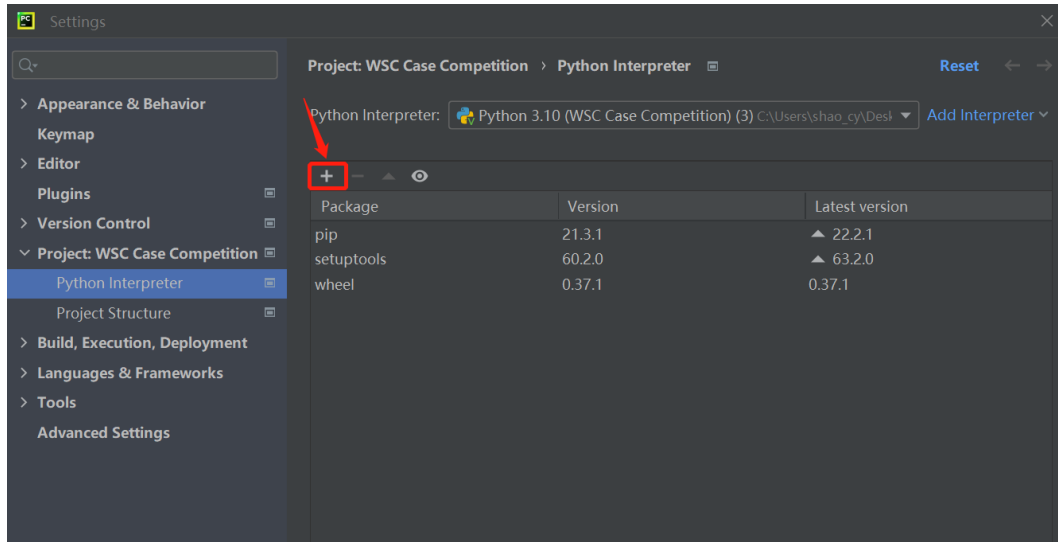 PC
Settings
Project: WSC Case Competition > Python Interpreter
Reset
Appearance & Behavior
Keymap
Editor
Plugins
Version Control
Project: WSC Case Competition
Python Interpreter
Project Structure
Build, Execution, Deployment
Languages & Frameworks
Tools
Advanced Settings
Python Interpreter: Python 3.10 (WSC Case Competition) (3) C:\Users\shao_cy\Desk
Add Interpreter
Package Version Latest version
pip 21.3.1 22.2.1
setuptools 60.2.0 63.2.0
wheel 0.37.1 0.37.1